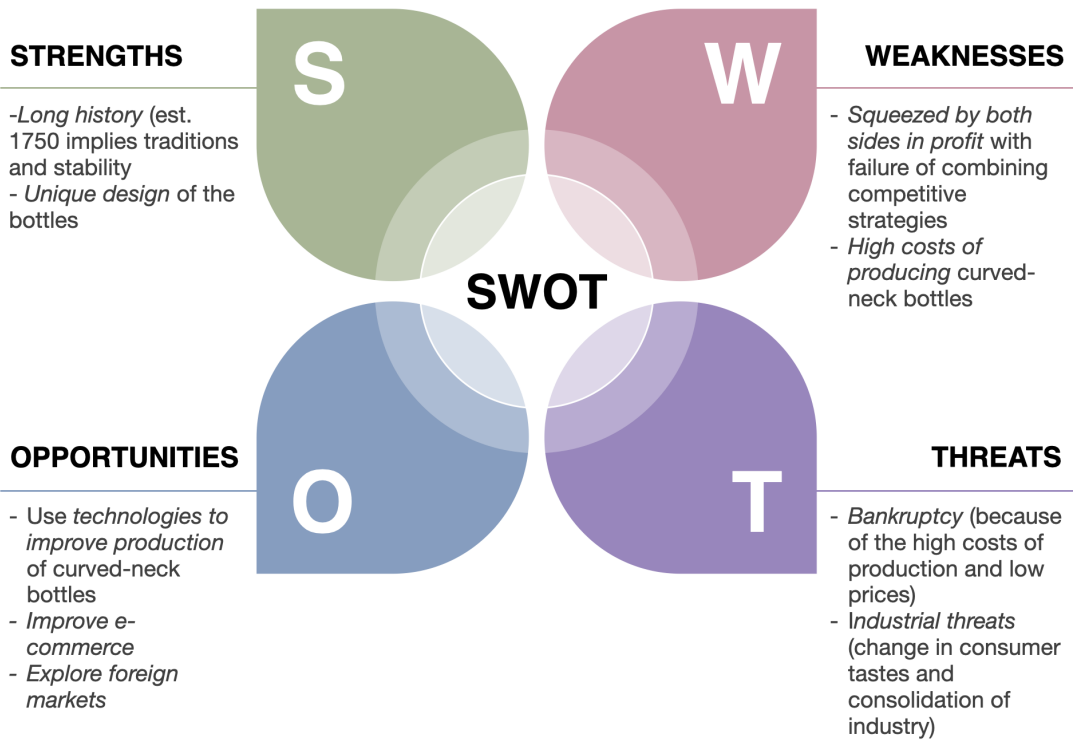 STRENGTHS
-Long history (est.
1750 implies traditions
and stability
- Unique design of the
bottles
S
W
WEAKNESSES
- Squeezed by both
sides in profit with
failure of combining
competitive
strategies
- High costs of
producing curved-
neck bottles
SWOT
OPPORTUNITIES
- Use technologies to
improve production
of curved-neck
bottles
- Improve e-
commerce
- Explore foreign
markets
O
T
THREATS
- Bankruptcy (because
of the high costs of
production and low
prices)
- Industrial threats
(change in consumer
tastes and
consolidation of
industry)